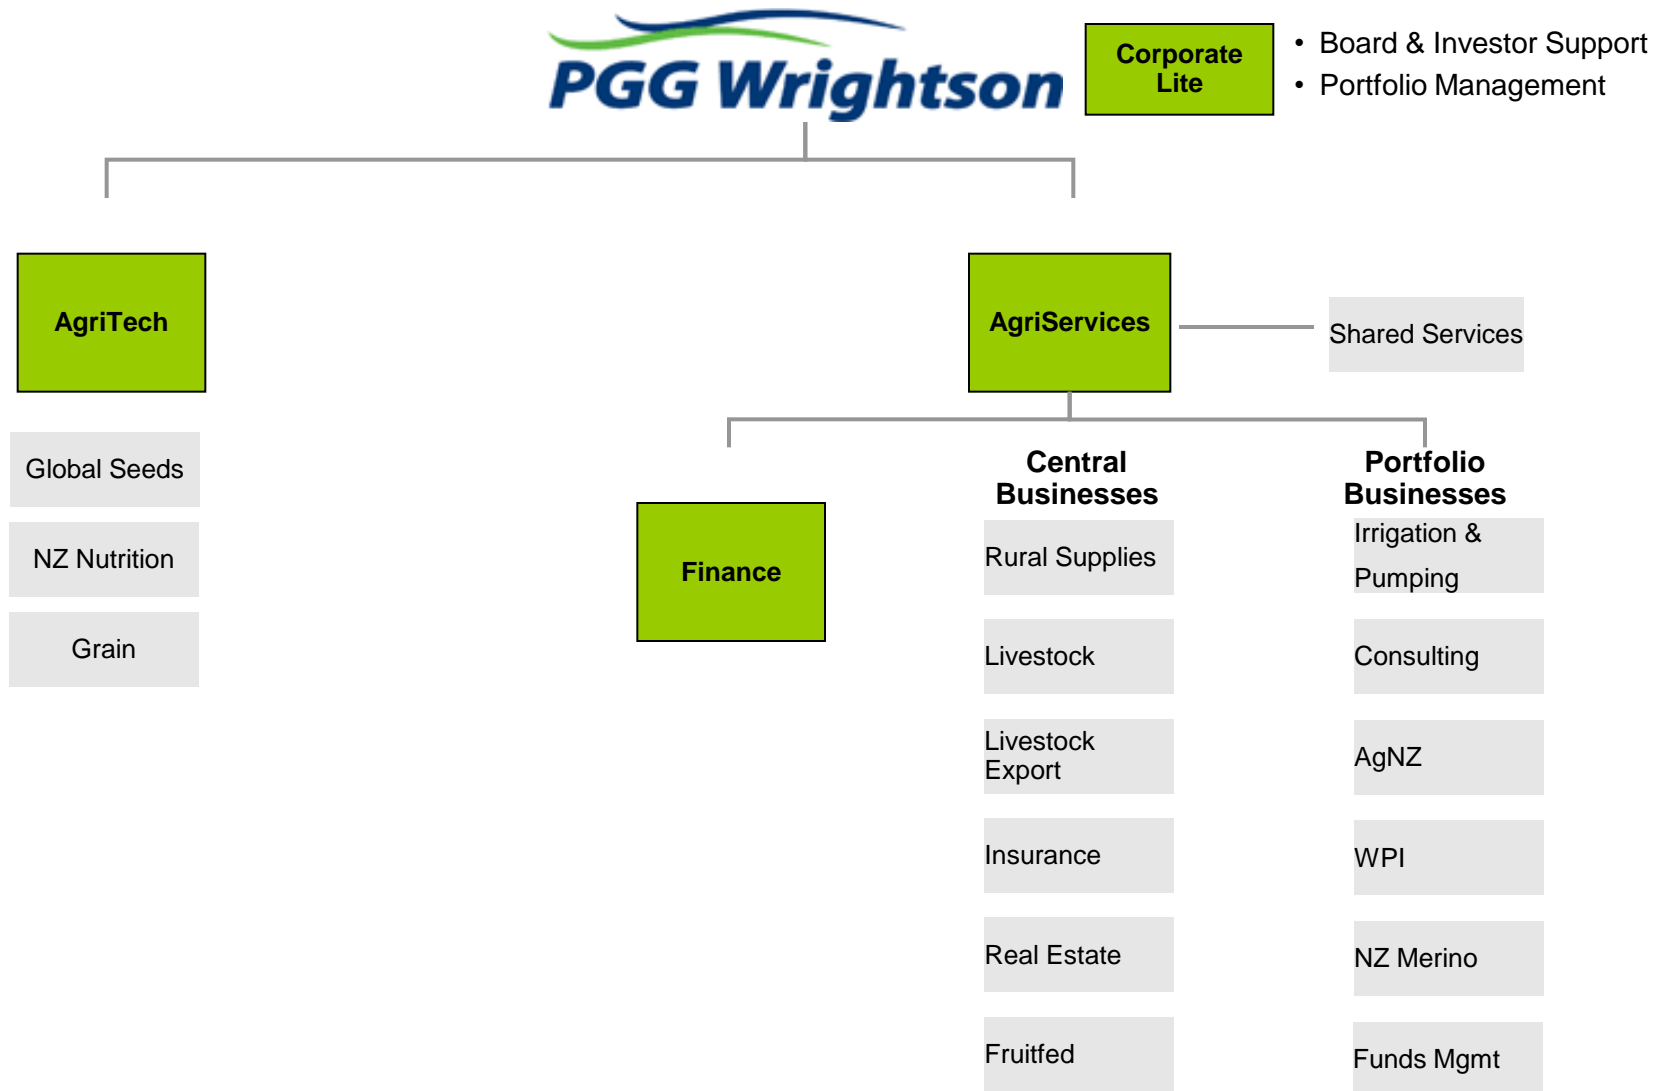 PGG Wrightson
Corporate
Lite
• Board & Investor Support
• Portfolio Management
AgriTech
Global Seeds
NZ Nutrition
Grain
AgriServices
Shared Services
Finance
Central
Businesses
Rural Supplies
Livestock
Livestock
Export
Insurance
Real Estate
Fruitfed
Portfolio
Businesses
Irrigation &
Pumping
Consulting
AgNZ
WPI
NZ Merino
Funds Mgmt